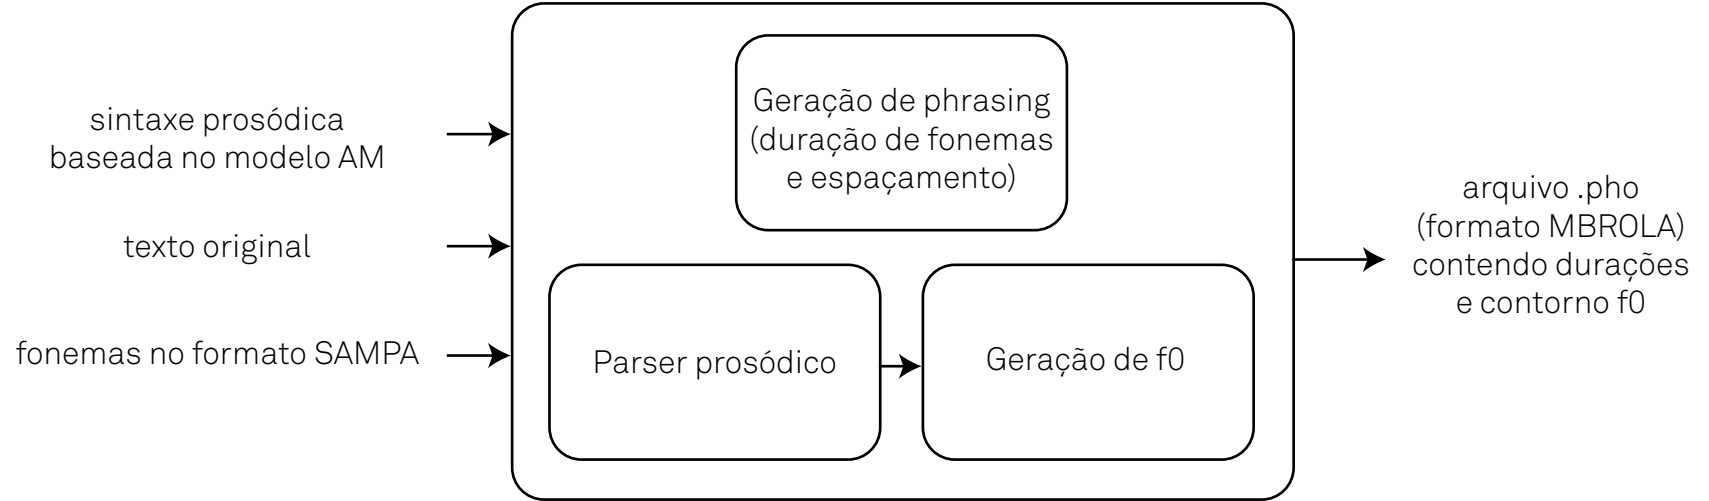 sintaxe prosódica
baseada no modelo AM
texto original
fonemas no formato SAMPA
Geração de phrasing
(duração de fonemas
e espaçamento)
Parser prosódico
Geração de f0
arquivo .pho
(formato MBROLA)
contendo durações
e contorno f0